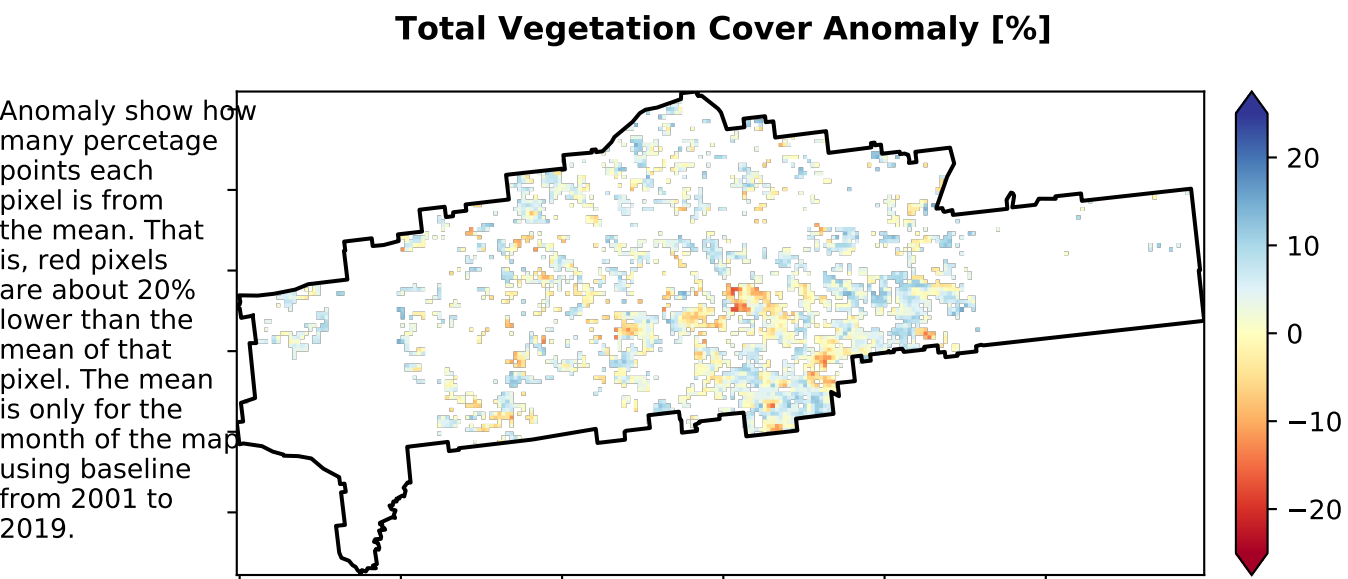 Total Vegetation Cover Anomaly [%]
Anomaly show how
many percetage
points each
pixel is from
the mean. That
is, red pixels
are about 20%
lower than the
mean of that
pixel. The mean
is only for the
month of the map
using baseline
from 2001 to
2019.
20
10
0
−10
−20